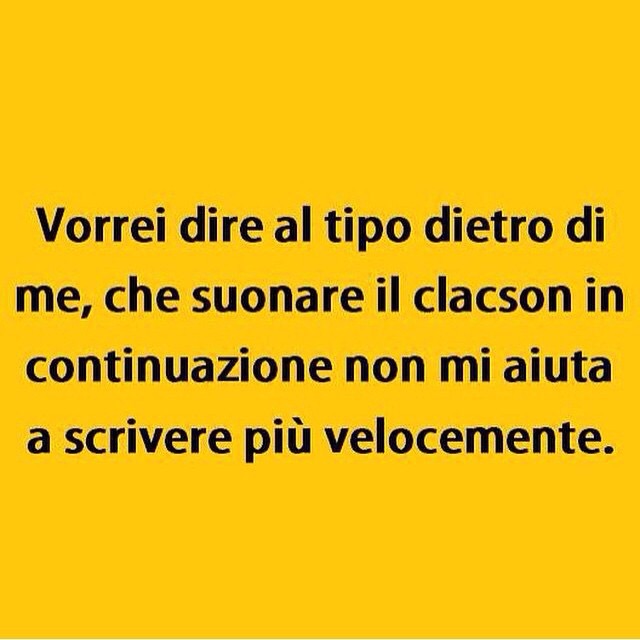 Vorrei dire al tipo dietro di
me, che suonare il clacson in
continuazione non mi aiuta
a scrivere più velocemente.